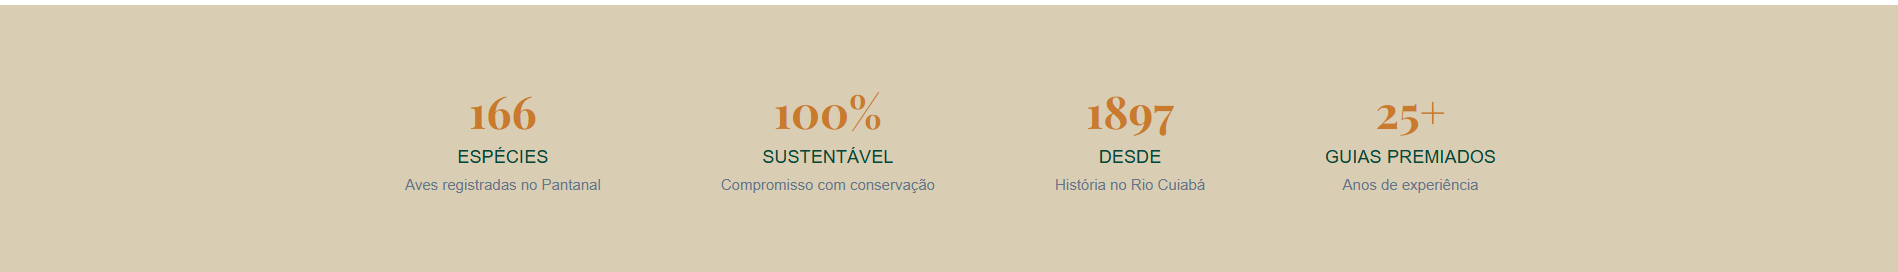 166
ESPÉCIES
Aves registradas no Pantanal
100%
SUSTENTÁVEL
Compromisso com conservação
1897
DESDE
História no Rio Cuiabá
25+
GUIAS PREMIADOS
Anos de experiência